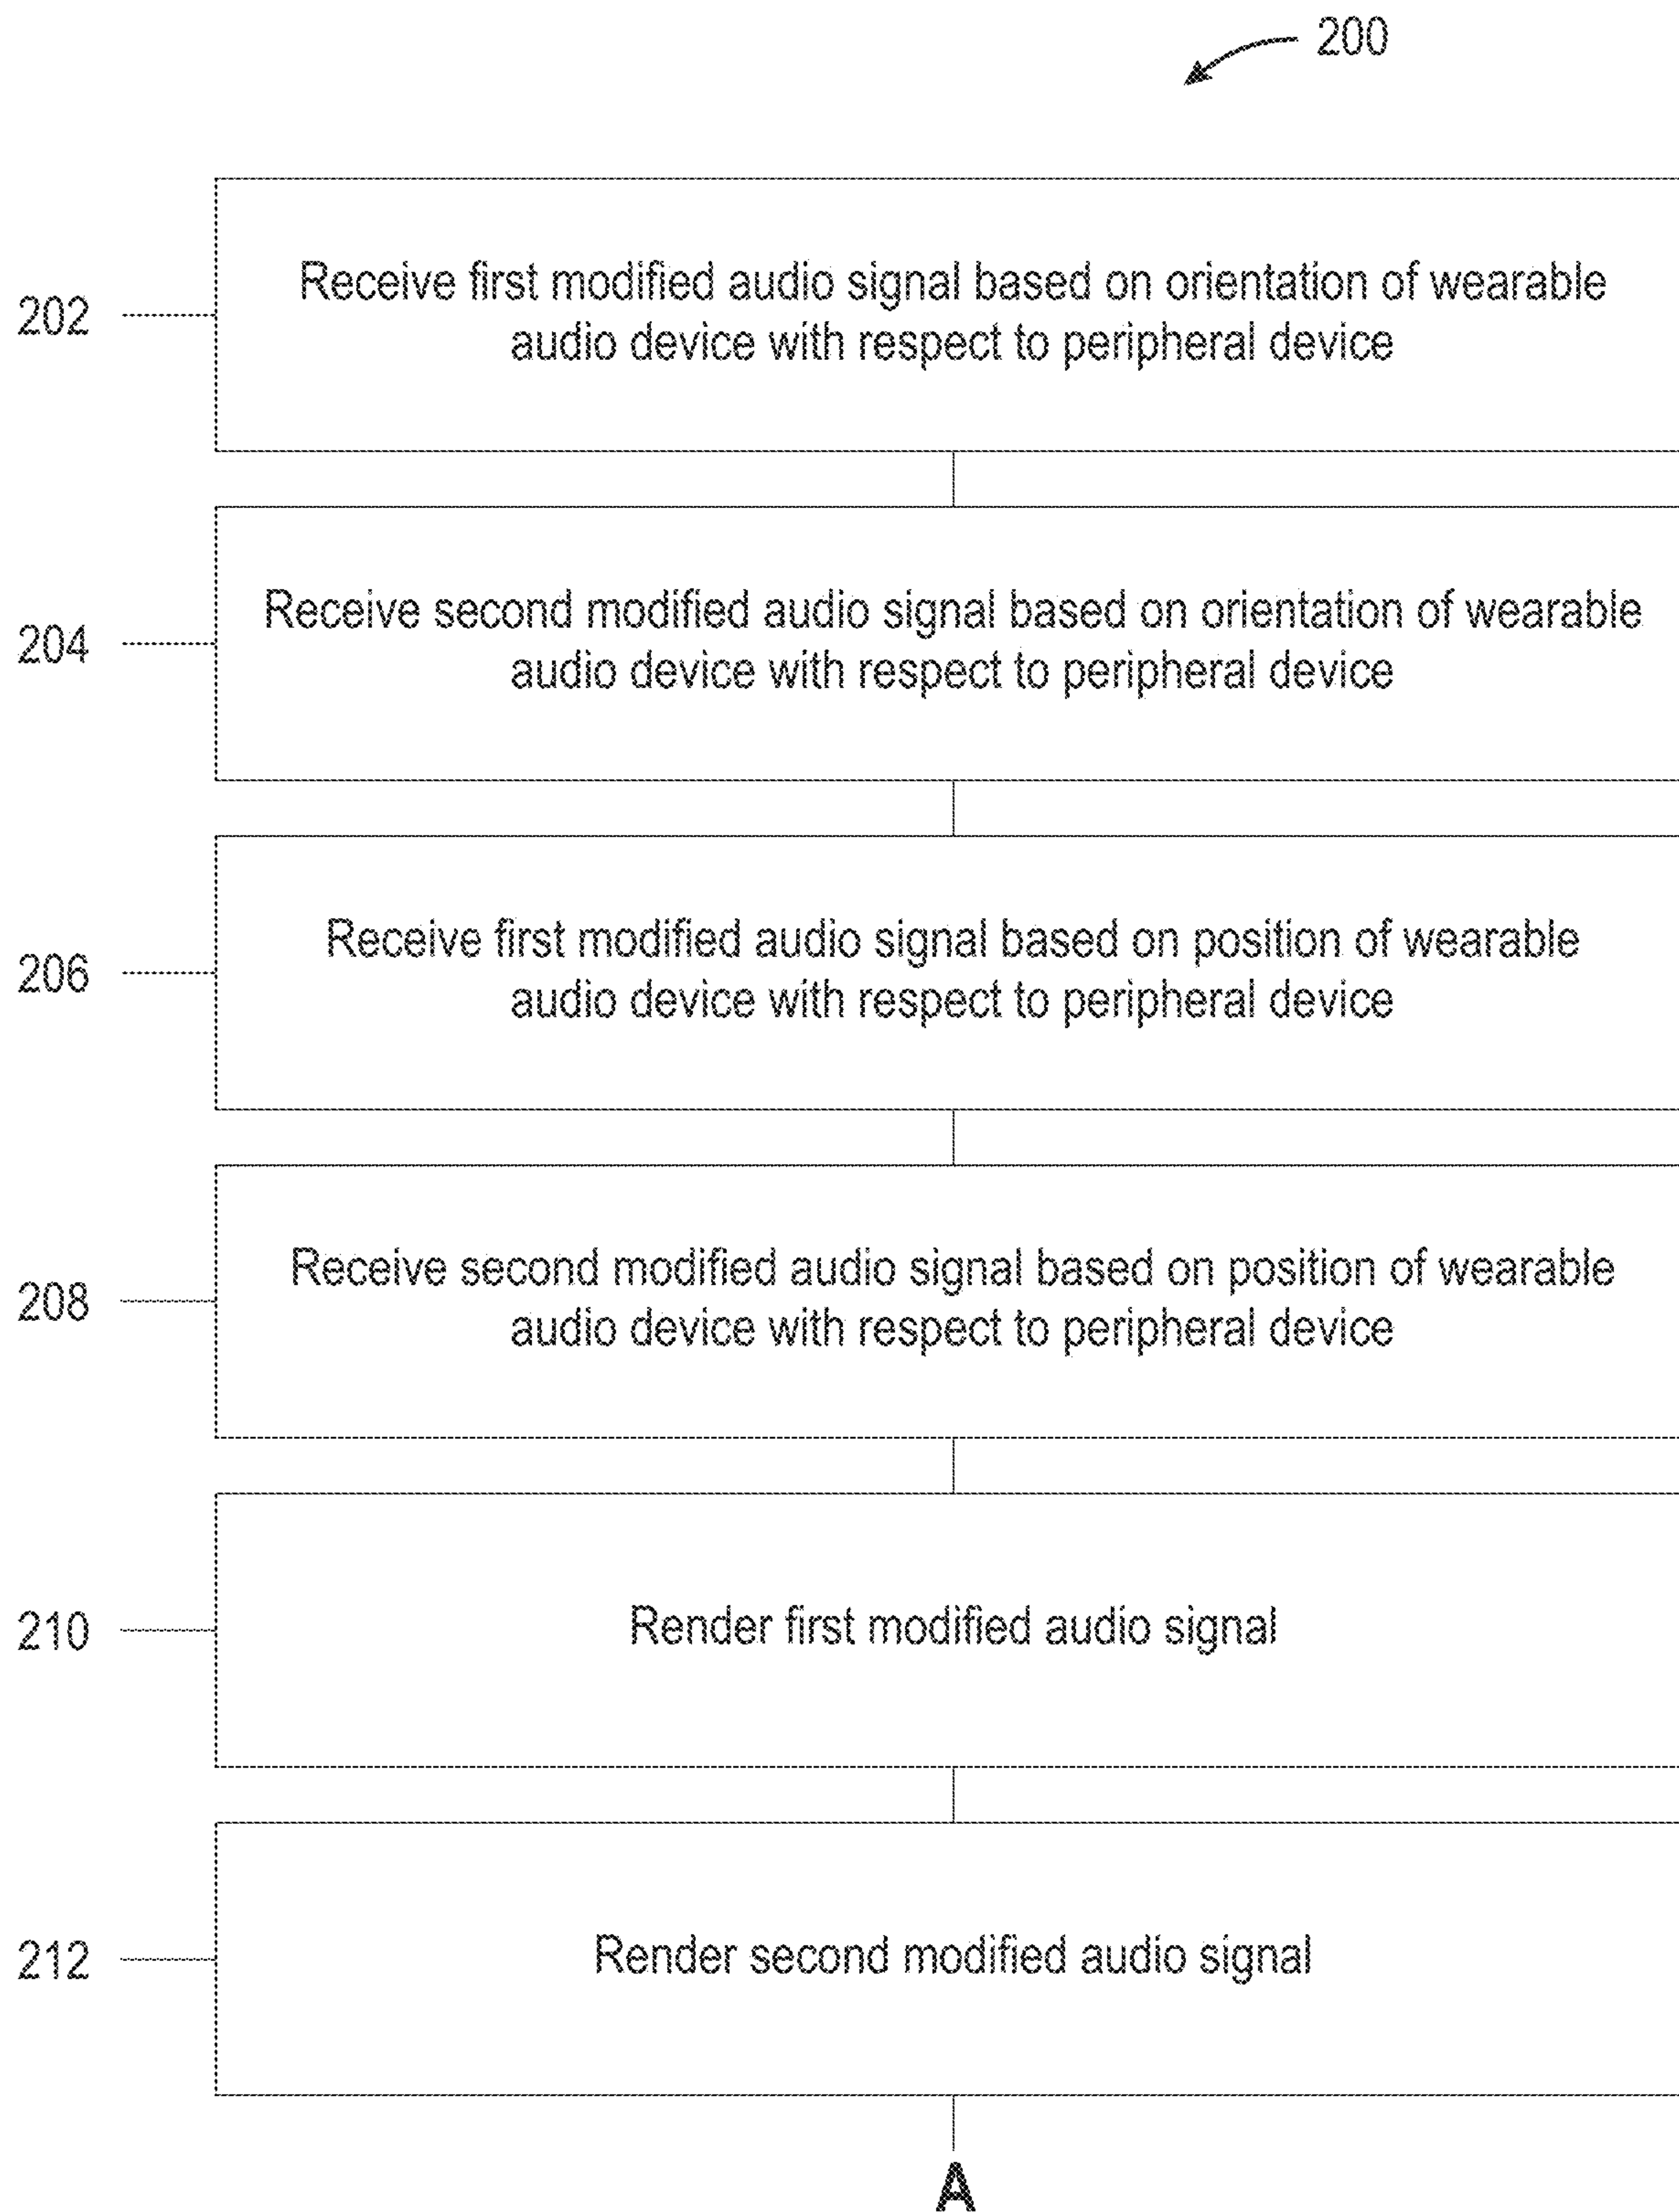 200
202
Receive first modified audio signal based on orientation of wearable
audio device with respect to peripheral device
204
Receive second modified audio signal based on orientation of wearable
audio device with respect to peripheral device
206
Receive first modified audio signal based on position of wearable
audio device with respect to peripheral device
208
Receive second modified audio signal based on position of wearable
audio device with respect to peripheral device
210
Render first modified audio signal
212
Render second modified audio signal
A